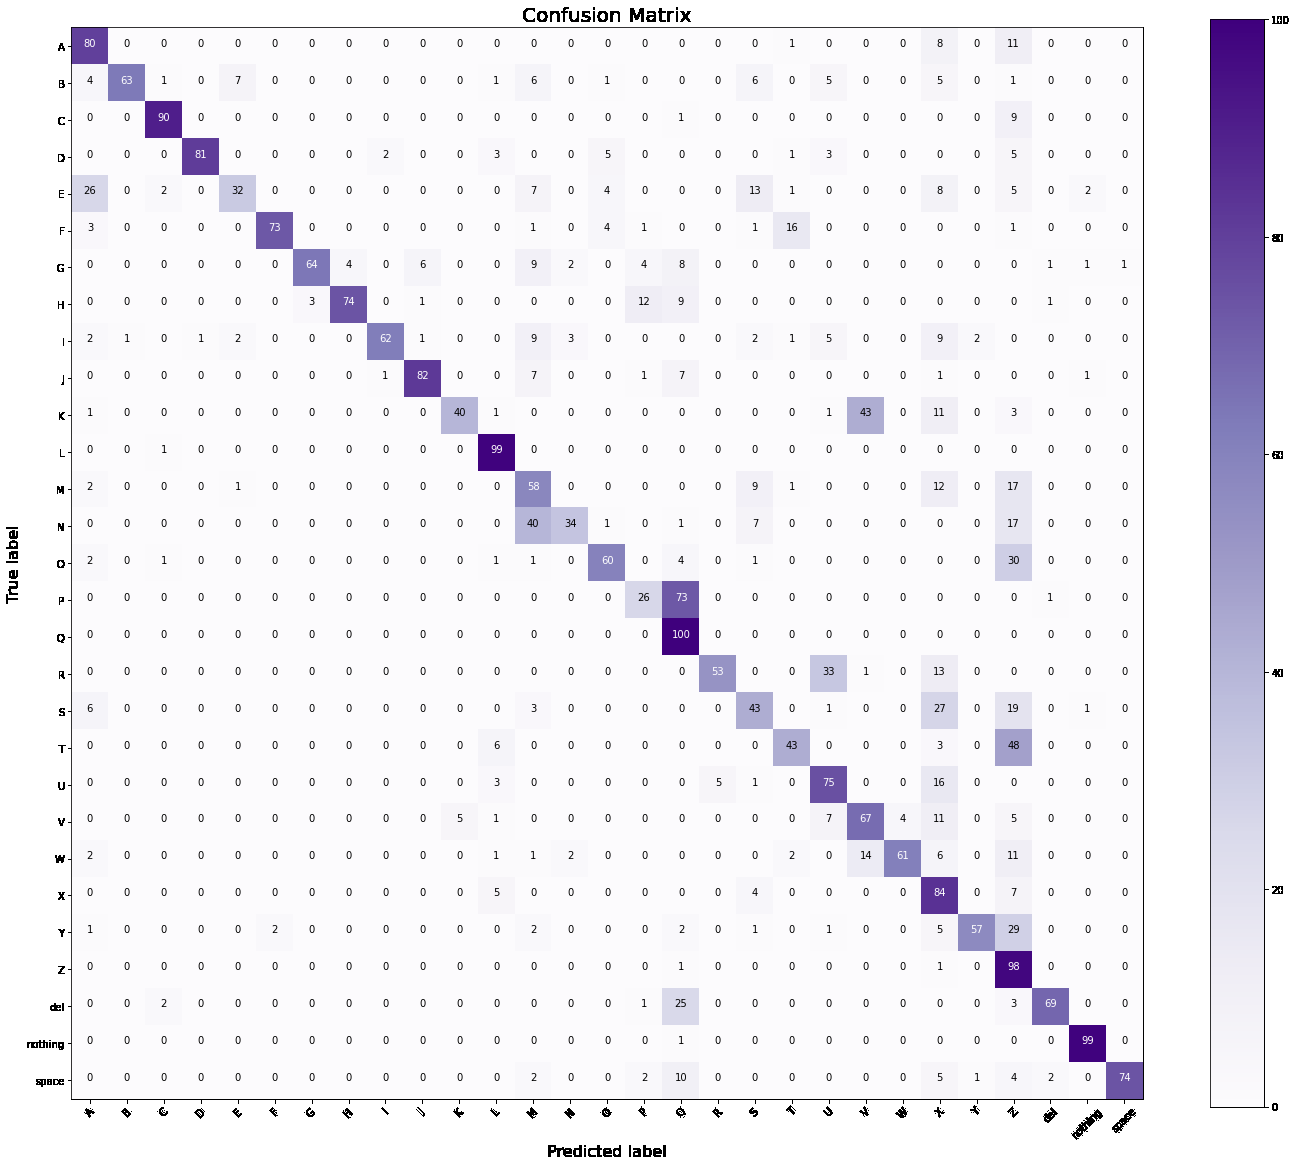 Confusion Matrix
A 80 0 0 0 0 0 0 0 0 0 0 0 0 0 0 0 0 0 0 1 0 0 0 8 0 11 0 0 0
B 4 63 1 0 7 0 0 0 0 0 0 1 6 0 1 0 0 0 6 0 5 0 0 5 0 1 0 0 0
C 0 0 90 0 0 0 0 0 0 0 0 0 0 0 0 0 1 0 0 0 0 0 0 0 0 9 0 0 0
D 0 0 0 81 0 0 0 0 2 0 0 3 0 0 5 0 0 0 0 1 3 0 0 0 0 5 0 0 0
E 26 0 2 0 32 0 0 0 0 0 0 0 7 0 4 0 0 0 13 1 0 0 0 8 0 5 0 2 0
F 3 0 0 0 0 73 0 0 0 0 0 0 1 0 4 1 0 0 1 16 0 0 0 0 0 1 0 0 0
G 0 0 0 0 0 0 64 4 0 6 0 0 9 2 0 4 8 0 0 0 0 0 0 0 0 0 1 1 1
H 0 0 0 0 0 0 3 74 0 1 0 0 0 0 0 12 9 0 0 0 0 0 0 0 0 0 1 0 0
I 2 1 0 1 2 0 0 0 62 1 0 0 9 3 0 0 0 0 2 1 5 0 0 9 2 0 0 0 0
J 0 0 0 0 0 0 0 0 1 82 0 0 7 0 0 1 7 0 0 0 0 0 0 1 0 0 0 1 0
K 1 0 0 0 0 0 0 0 0 0 40 1 0 0 0 0 0 0 0 0 1 43 0 11 0 3 0 0 0
L 0 0 1 0 0 0 0 0 0 0 0 99 0 0 0 0 0 0 0 0 0 0 0 0 0 0 0 0 0
M 2 0 0 0 1 0 0 0 0 0 0 0 58 0 0 0 0 0 9 1 0 0 0 12 0 17 0 0 0
N 0 0 0 0 0 0 0 0 0 0 0 0 40 34 1 0 1 0 7 0 0 0 0 0 0 17 0 0 0
O 2 0 1 0 0 0 0 0 0 0 0 1 1 0 60 0 4 0 1 0 0 0 0 0 0 30 0 0 0
P 0 0 0 0 0 0 0 0 0 0 0 0 0 0 0 26 73 0 0 0 0 0 0 0 0 0 1 0 0
Q 0 0 0 0 0 0 0 0 0 0 0 0 0 0 0 0 100 0 0 0 0 0 0 0 0 0 0 0 0
R 0 0 0 0 0 0 0 0 0 0 0 0 0 0 0 0 0 53 0 0 33 1 0 13 0 0 0 0 0
S 6 0 0 0 0 0 0 0 0 0 0 0 3 0 0 0 0 0 43 0 1 0 0 27 0 19 0 1 0
T 0 0 0 0 0 0 0 0 0 0 0 6 0 0 0 0 0 0 0 43 0 0 0 3 0 48 0 0 0
U 0 0 0 0 0 0 0 0 0 0 0 3 0 0 0 0 0 5 1 0 75 0 0 16 0 0 0 0 0
V 0 0 0 0 0 0 0 0 0 0 5 1 0 0 0 0 0 0 0 0 7 67 4 11 0 5 0 0 0
W 2 0 0 0 0 0 0 0 0 0 0 1 1 2 0 0 0 0 0 2 0 14 61 6 0 11 0 0 0
X 0 0 0 0 0 0 0 0 0 0 0 5 0 0 0 0 0 0 4 0 0 0 0 84 0 7 0 0 0
Y 1 0 0 0 0 2 0 0 0 0 0 0 2 0 0 0 2 0 1 0 1 0 0 5 57 29 0 0 0
Z 0 0 0 0 0 0 0 0 0 0 0 0 0 0 0 0 1 0 0 0 0 0 0 1 0 98 0 0 0
del 0 0 2 0 0 0 0 0 0 0 0 0 0 0 0 1 25 0 0 0 0 0 0 0 0 3 69 0 0
nothing 0 0 0 0 0 0 0 0 0 0 0 0 0 0 0 0 1 0 0 0 0 0 0 0 0 0 0 99 0
space 0 0 0 0 0 0 0 0 0 0 0 0 2 0 0 2 10 0 0 0 0 0 0 5 1 4 2 0 74
A B C D E F G H I J K L M N O P Q R S T U V W X Y Z del nothing space
True label
Predicted label
100
80
60
40
20
0